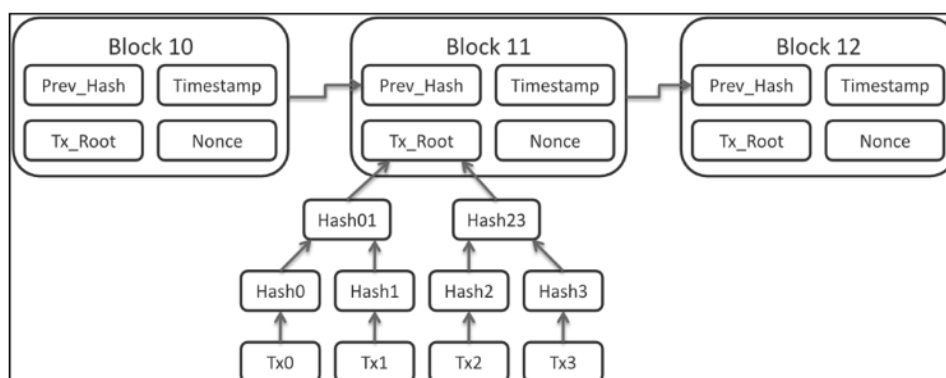 Block 10 Block 11 Block 12
Prev_Hash Timestamp Prev_Hash Timestamp Prev_Hash Timestamp
Tx_Root Nonce Tx_Root Nonce Tx_Root Nonce
Hash01 Hash23
Hash0 Hash1 Hash2 Hash3
Tx0 Tx1 Tx2 Tx3